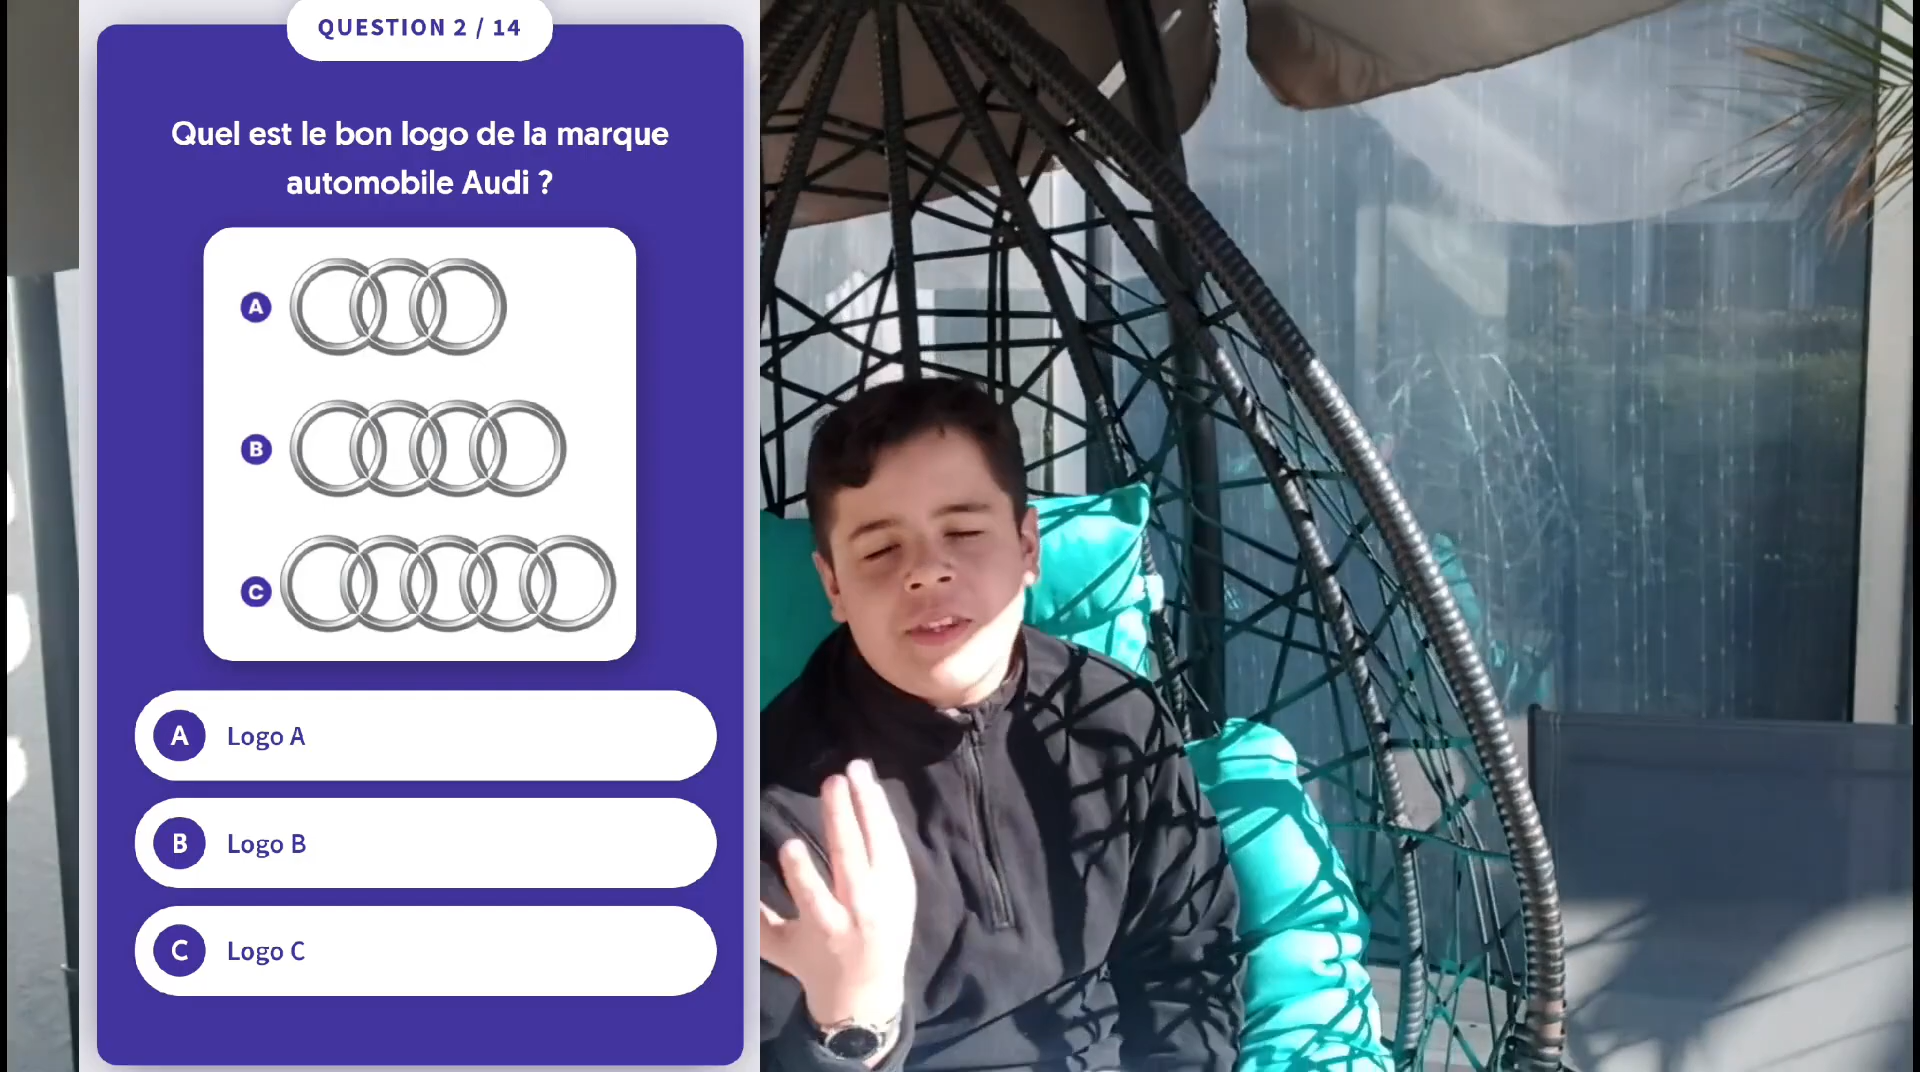 QUESTION 2 / 14
Quel est le bon logo de la marque
automobile Audi ?
A
B
C
A Logo A
B Logo B
C Logo C